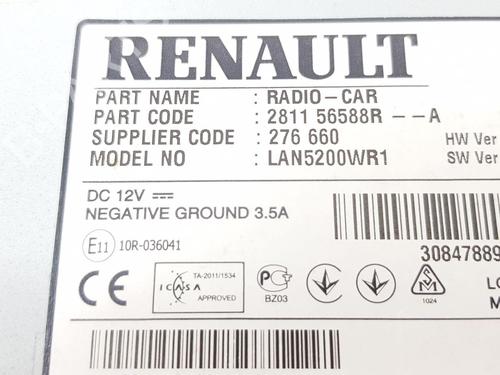 RENAULT
PART NAME : RADIO-CAR
PART CODE : 2811 56588R --A
SUPPLIER CODE : 276 660 HW Ver
MODEL NO : LAN5200WR1 SW Ver
DC 12V
NEGATIVE GROUND 3.5A
E11 10R-036041
30847889
CE
ICASA
TA-2011/1534
APPROVED
BZ03
1024